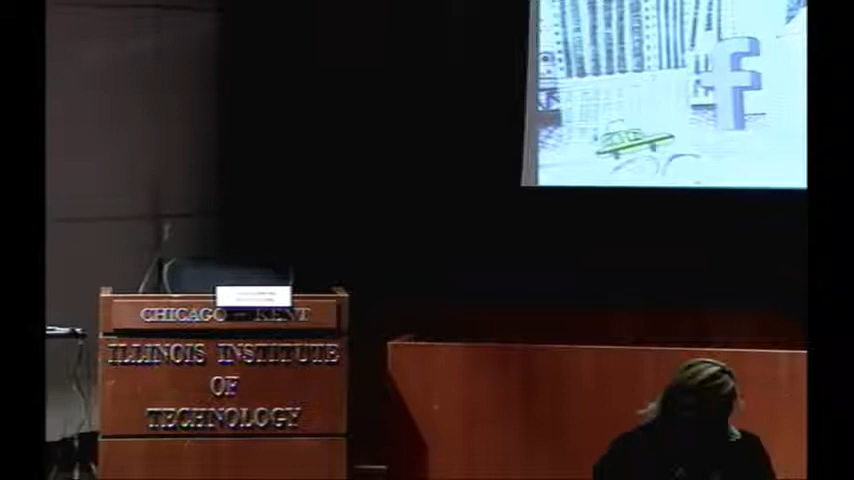 f
CHICAGO - KENT
ILLINOIS INSTITUTE
OF
TECHNOLOGY